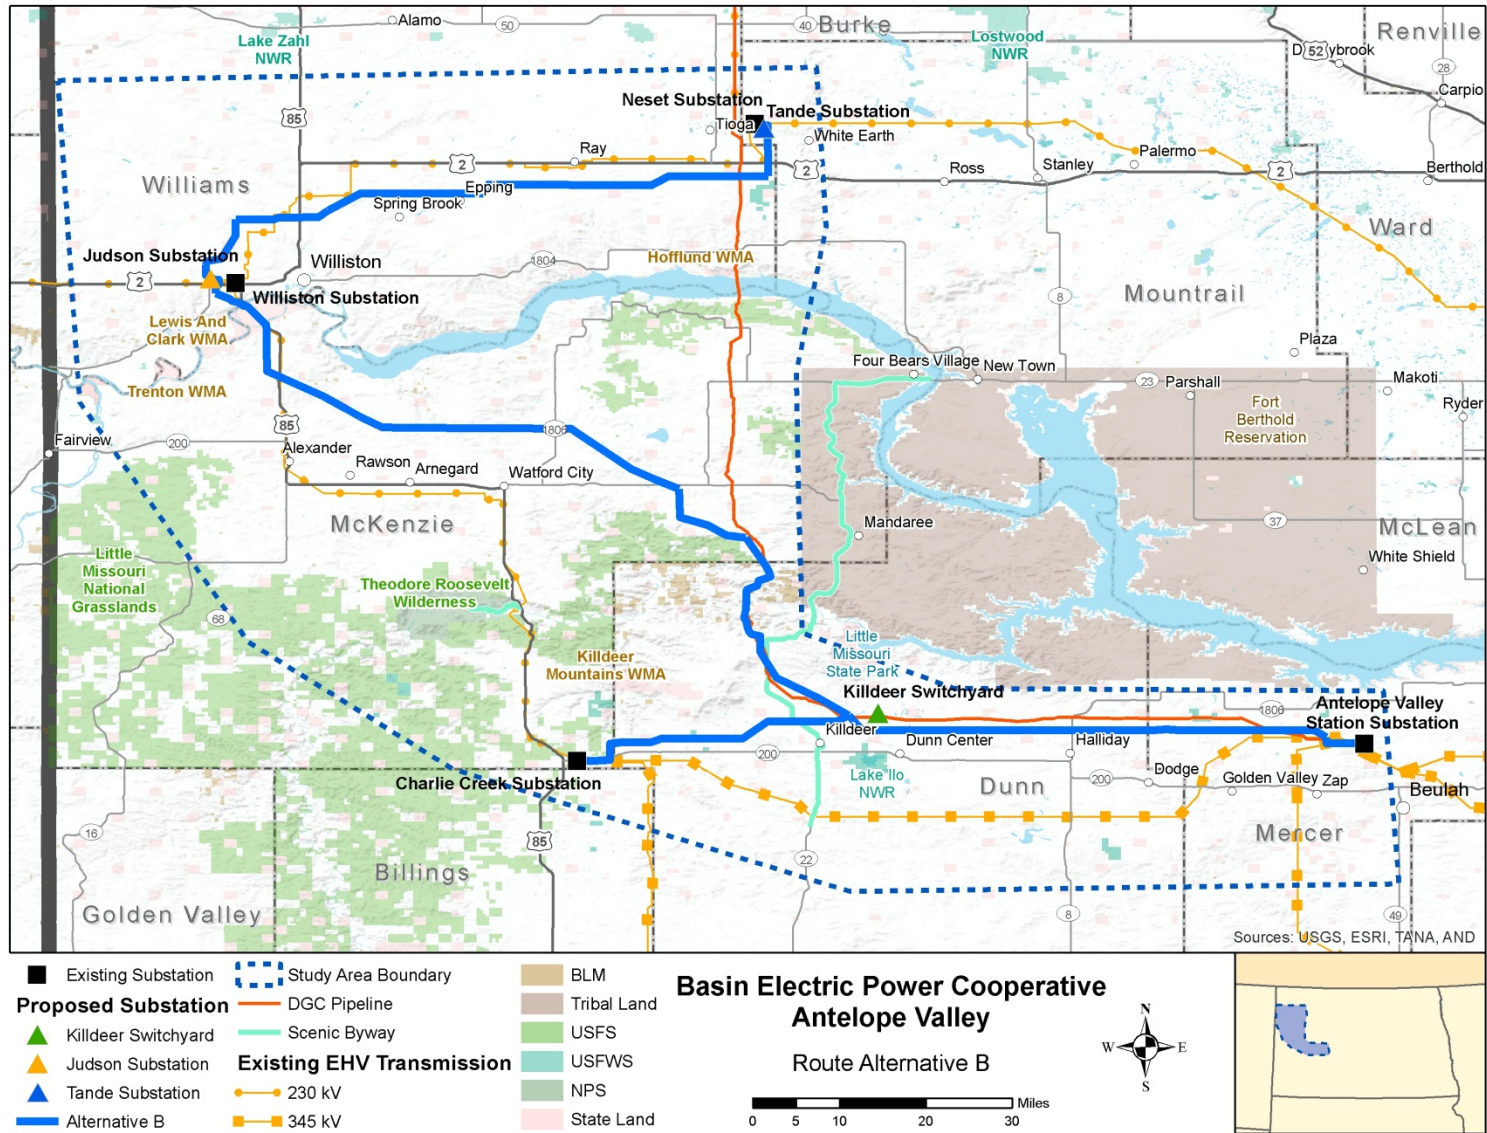 Alamo
50
40
Burke
Renville
Lake Zahl
NWR
Lostwood
NWR
52
28
Carpio
85
Neset Substation
Tande Substation
Tioga
White Earth
Ray
2
2
Ross
Stanley
Palermo
2
Berthold
Williams
Epping
Spring Brook
Ward
Judson Substation
Williston
1804
Hofflund WMA
2
Williston Substation
8
Mountrail
Lewis And
Clark WMA
Plaza
Trenton WMA
Four Bears Village
New Town
23
Parshall
Makoti
Ryder
Fort
Berthold
Reservation
85
1806
Fairview
200
Alexander
Rawson
Arnegard
Watford City
McKenzie
Mandaree
37
McLean
White Shield
Little
Missouri
National
Grasslands
Theodore Roosevelt
Wilderness
68
Little
Missouri
State Park
Killdeer
Mountains WMA
Killdeer Switchyard
1806
Antelope Valley
Station Substation
Killdeer
Dunn Center
Halliday
200
Lake Ilo
NWR
Charlie Creek Substation
Dunn
200
Dodge
Golden Valley
Zap
Beulah
Mercer
16
85
22
Billings
Golden Valley
8
49
Sources: USGS, ESRI, TANA, AND
Existing Substation
Proposed Substation
Killdeer Switchyard
Judson Substation
Tande Substation
Alternative B
Study Area Boundary
DGC Pipeline
Scenic Byway
Existing EHV Transmission
230 kV
345 kV
BLM
Tribal Land
USFS
USFWS
NPS
State Land
Basin Electric Power Cooperative
Antelope Valley
Route Alternative B
N
W
E
S
Miles
0 5 10 20 30